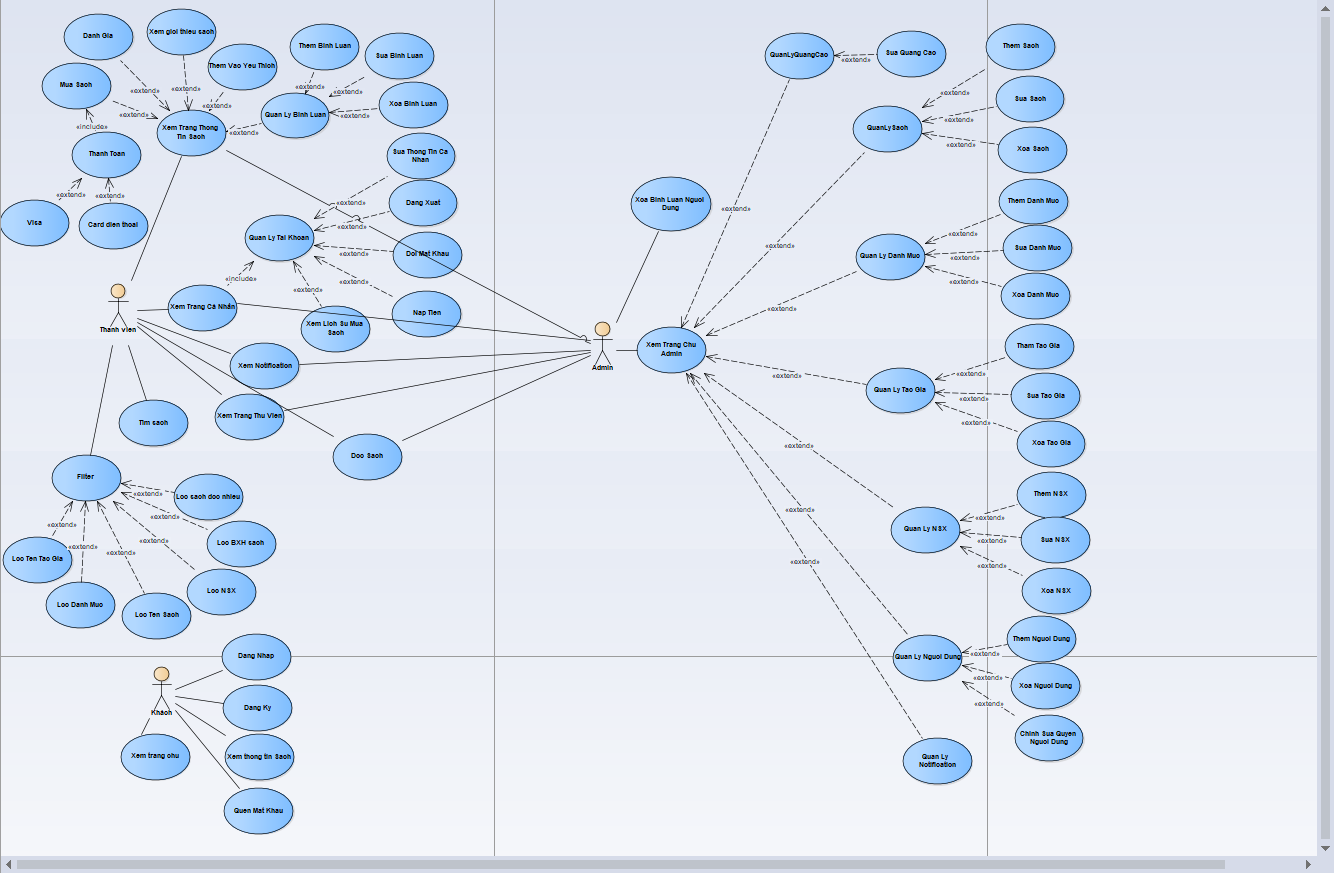 Danh Gia
Xem gioi thieu sach
Them Vao Yeu Thich
Them Binh Luan
Sua Binh Luan
Mua Sach
«extend»
«extend»
«extend»
«extend»
«extend»
«extend»
Quan Ly Binh Luan
Xoa Binh Luan
«extend»
«extend»
«include»
Xem Trang Thong
Tin Sach
Thanh Toan
«extend»
«extend»
Visa
Card dien thoai
Sua Thong Tin Ca
Nhan
Dang Xuat
«extend»
«extend»
Quan Ly Tai Khoan
Doi Mat Khau
«extend»
«include»
«extend»
«extend»
Nap Tien
Xem Trang Cá Nhân
Xem Lich Su Mua
Sach
Thanh vien
Xem Notification
Xem Trang Thu Vien
Tim sach
Doc Sach
Filter
«extend»
Loc sach doc nhieu
«extend»
«extend»
«extend»
«extend»
«extend»
Loc BXH sach
Loc Ten Tac Gia
Loc NSX
Loc Danh Muc
Loc Ten Sach
Dang Nhap
Khách
Dang Ky
Xem trang chu
Xem thong tin Sach
Quen Mat Khau
Xoa Binh Luan Nguoi
Dung
Admin
Xem Trang Chu
Admin
QuanLyQuangCao
«extend»
Sua Quang Cao
Them Sach
«extend»
Sua Sach
QuanLySach
«extend»
«extend»
Xoa Sach
«extend»
«extend»
Them Danh Muc
«extend»
Quan Ly Danh Muc
«extend»
Sua Danh Muc
«extend»
Xoa Danh Muc
«extend»
Tham Tac Gia
«extend»
«extend»
Quan Ly Tac Gia
«extend»
Sua Tac Gia
«extend»
Xoa Tac Gia
«extend»
Them NSX
«extend»
Quan Ly NSX
«extend»
Sua NSX
«extend»
Xoa NSX
«extend»
«extend»
Them Nguoi Dung
«extend»
Quan Ly Nguoi Dung
«extend»
Xoa Nguoi Dung
«extend»
Chinh Sua Quyen
Nguoi Dung
Quan Ly
Notification